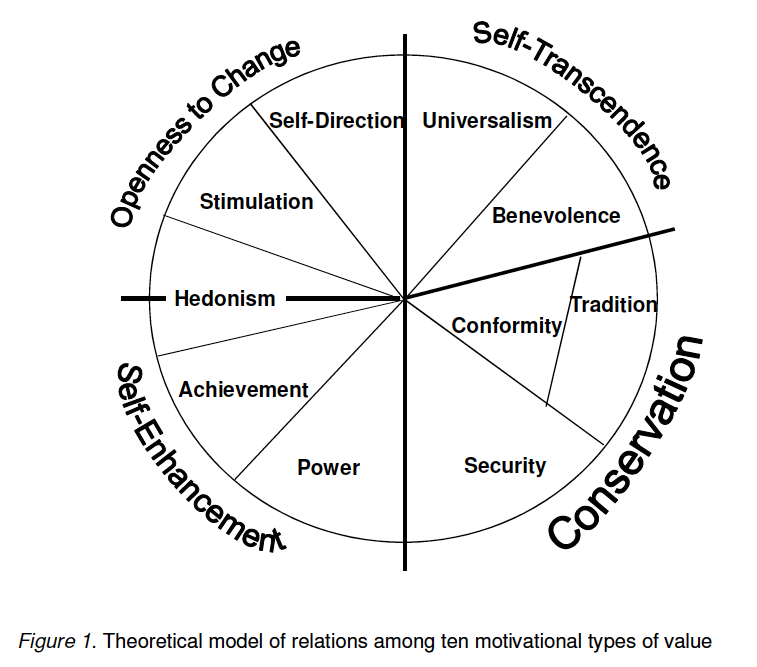 Openness to Change
Self-Transcendence
Self-Direction
Universalism
Stimulation
Benevolence
Hedonism
Tradition
Conformity
Achievement
Self-Enhancement
Power
Security
Conservation
Figure 1. Theoretical model of relations among ten motivational types of value